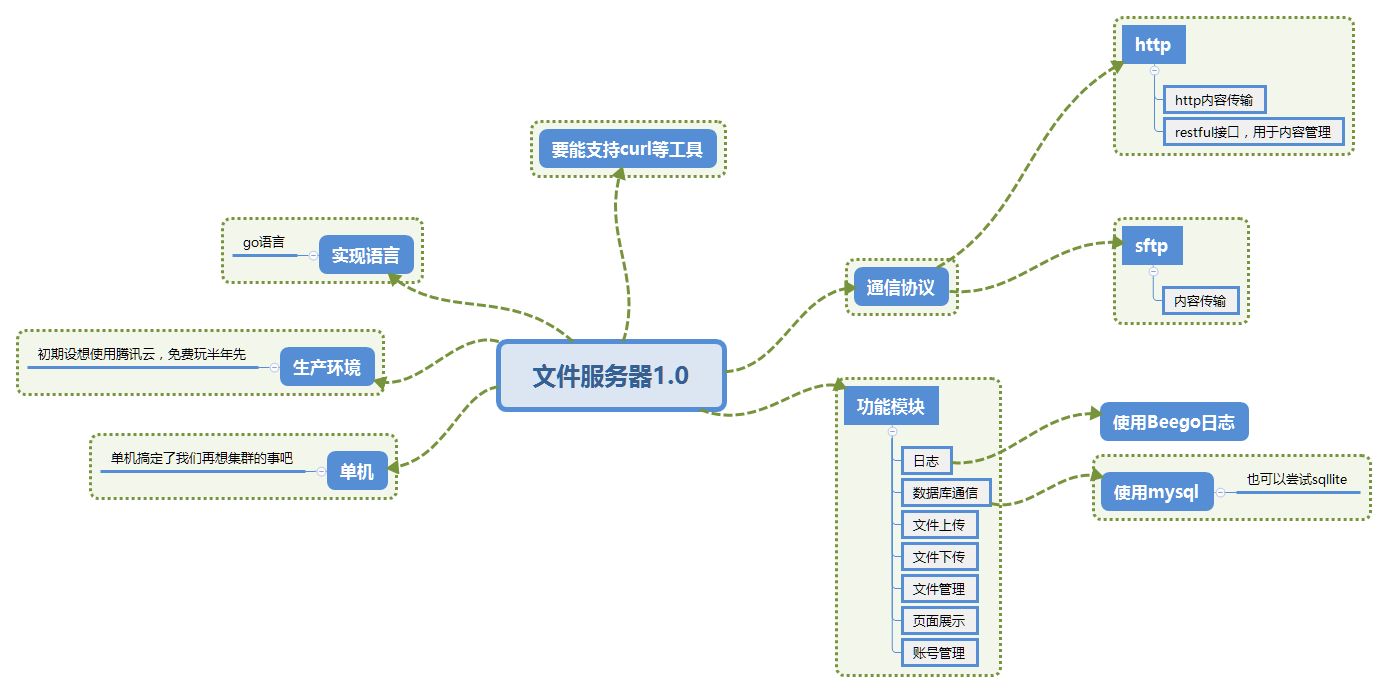 http
http内容传输
restful接口，用于内容管理
要能支持curl等工具
go语言
实现语言
sftp
内容传输
通信协议
初期设想使用腾讯云，免费玩半年先
生产环境
文件服务器1.0
单机搞定了我们再想集群的事吧
单机
功能模块
日志
数据库通信
文件上传
文件下传
文件管理
页面展示
账号管理
使用Beego日志
使用mysql
也可以尝试sqllite